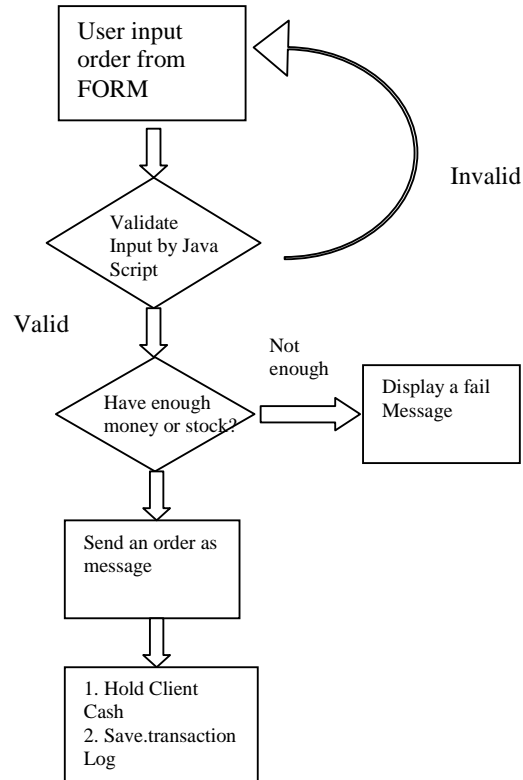 User input
order from
FORM
Invalid
Validate
Input by Java
Script
Valid
Not
enough
Have enough
money or stock?
Display a fail
Message
Send an order as
message
1. Hold Client
Cash
2. Save.transaction
Log